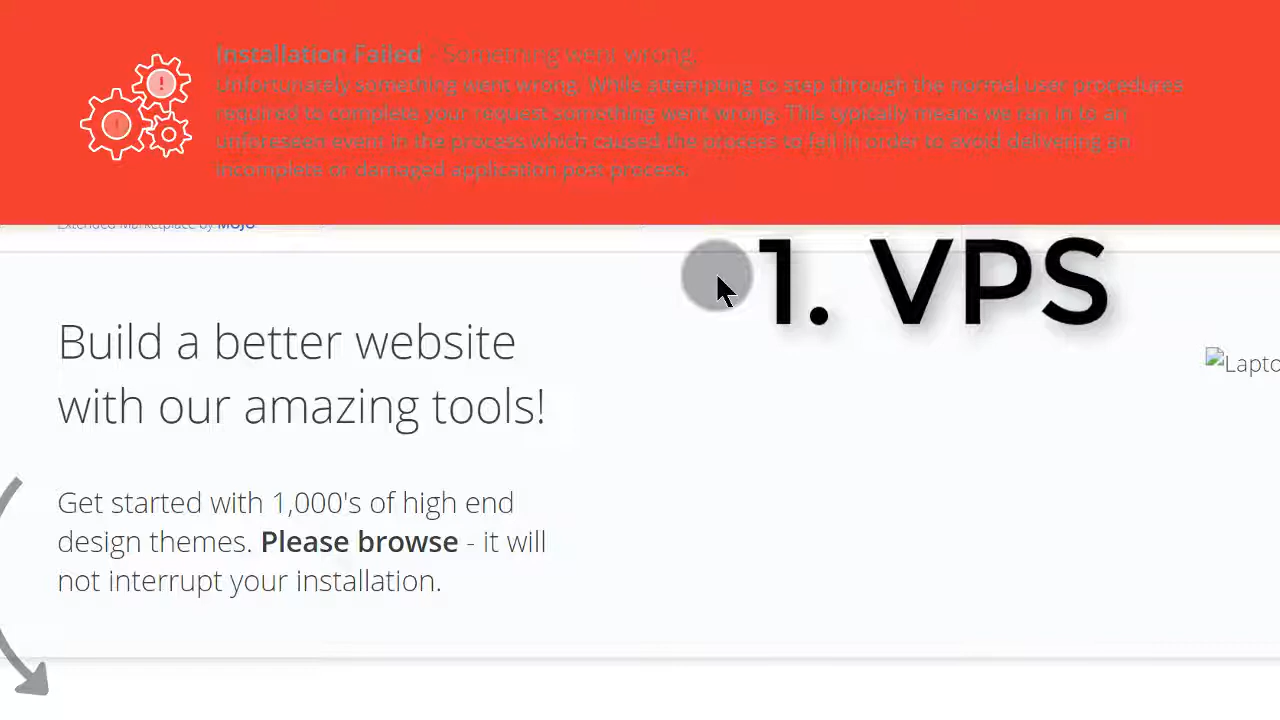 Installation Failed - Something went wrong.
Unfortunately something went wrong. While attempting to step through the normal user procedures
required to complete your request something went wrong. This typically means we ran in to an
unforeseen event in the process which caused the process to fail in order to avoid delivering an
incomplete or damaged application post process.
Extended Marketplace by MOJO
1. VPS
Build a better website
with our amazing tools!
Lapto
Get started with 1,000's of high end
design themes. Please browse - it will
not interrupt your installation.